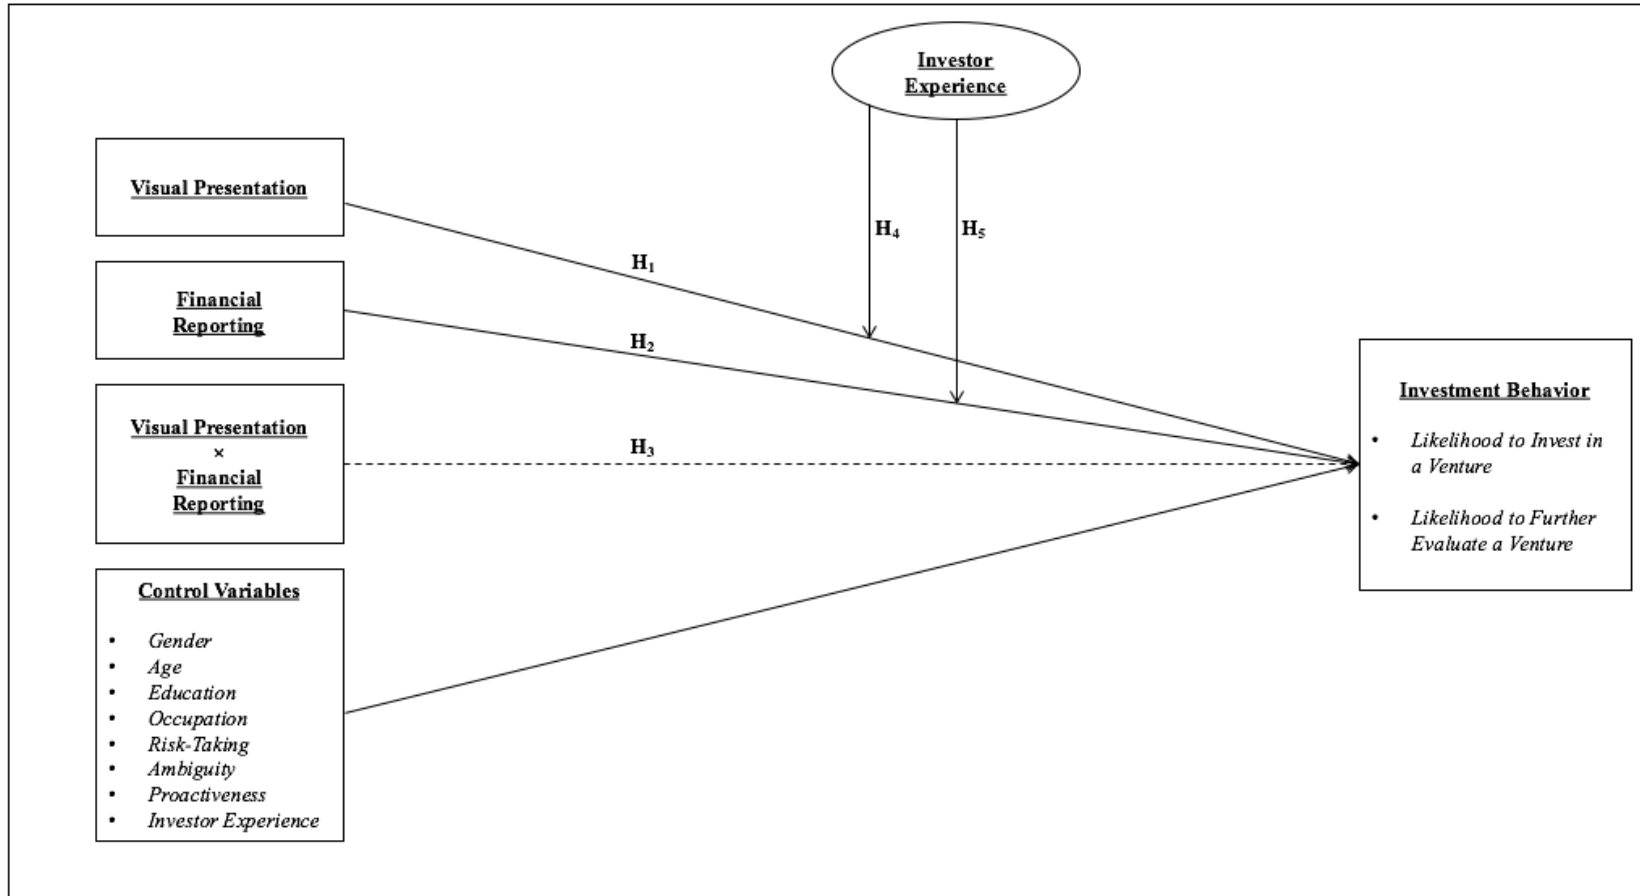 Investor
Experience
Visual Presentation
H₄
H₅
H₁
Financial
Reporting
H₂
Visual Presentation
×
Financial
Reporting
H₃
Investment Behavior
• Likelihood to Invest in
a Venture
• Likelihood to Further
Evaluate a Venture
Control Variables
• Gender
• Age
• Education
• Occupation
• Risk-Taking
• Ambiguity
• Proactiveness
• Investor Experience